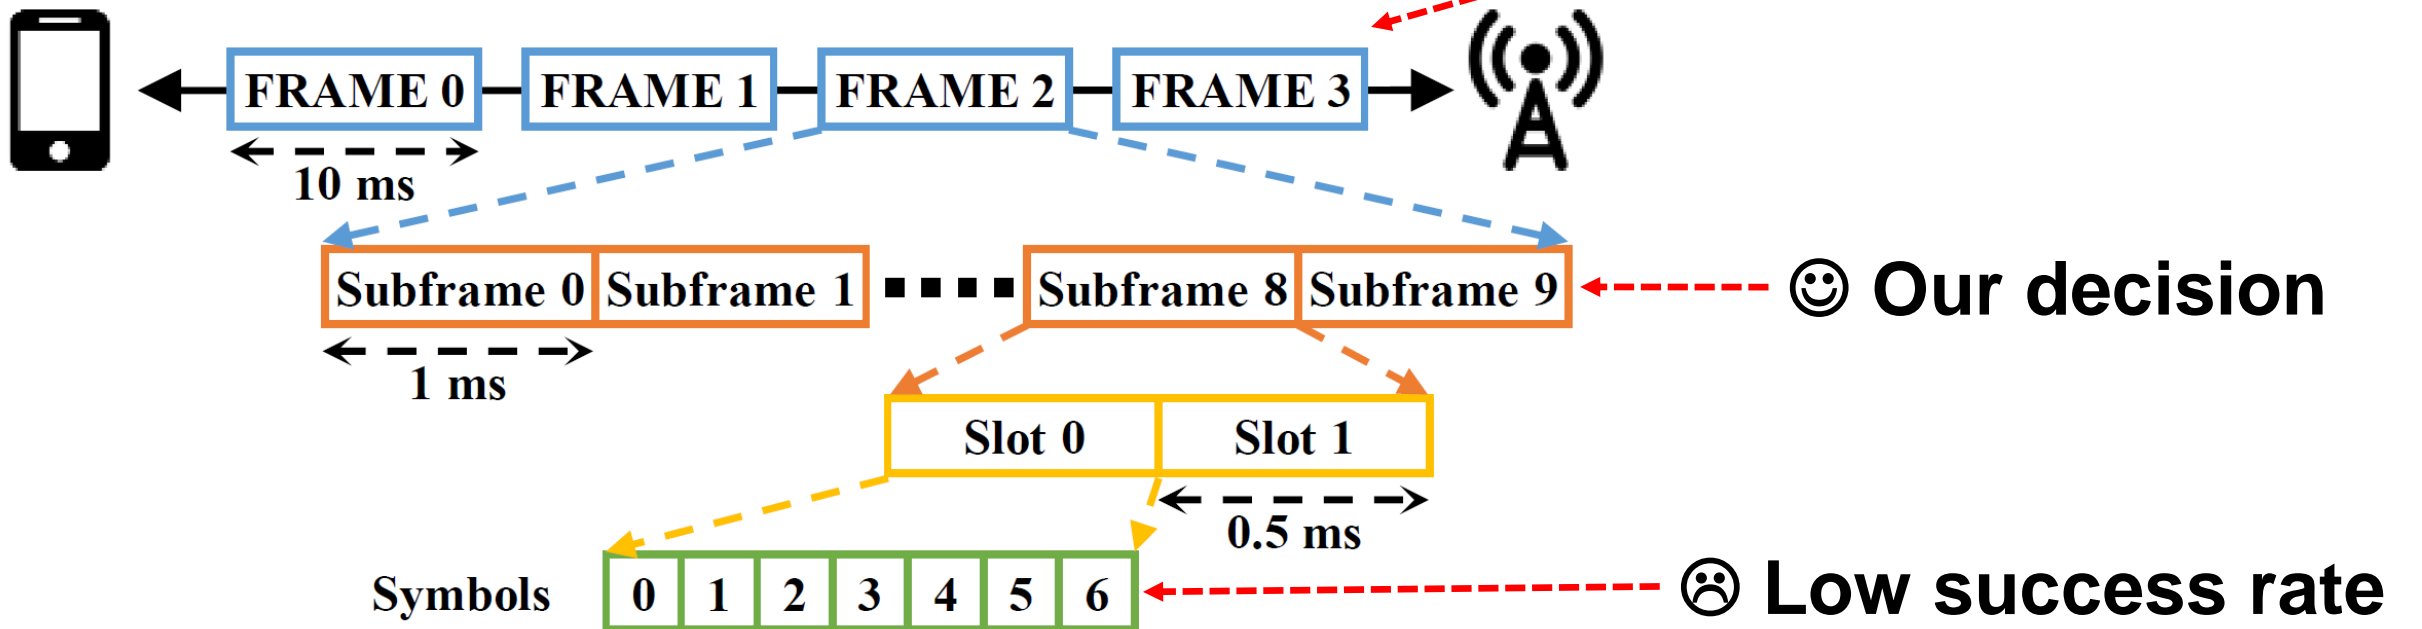 FRAME 0 FRAME 1 FRAME 2 FRAME 3
10 ms
Subframe 0 Subframe 1 Subframe 8 Subframe 9
☺ Our decision
1 ms
Slot 0 Slot 1
0.5 ms
Symbols 0 1 2 3 4 5 6
☹ Low success rate